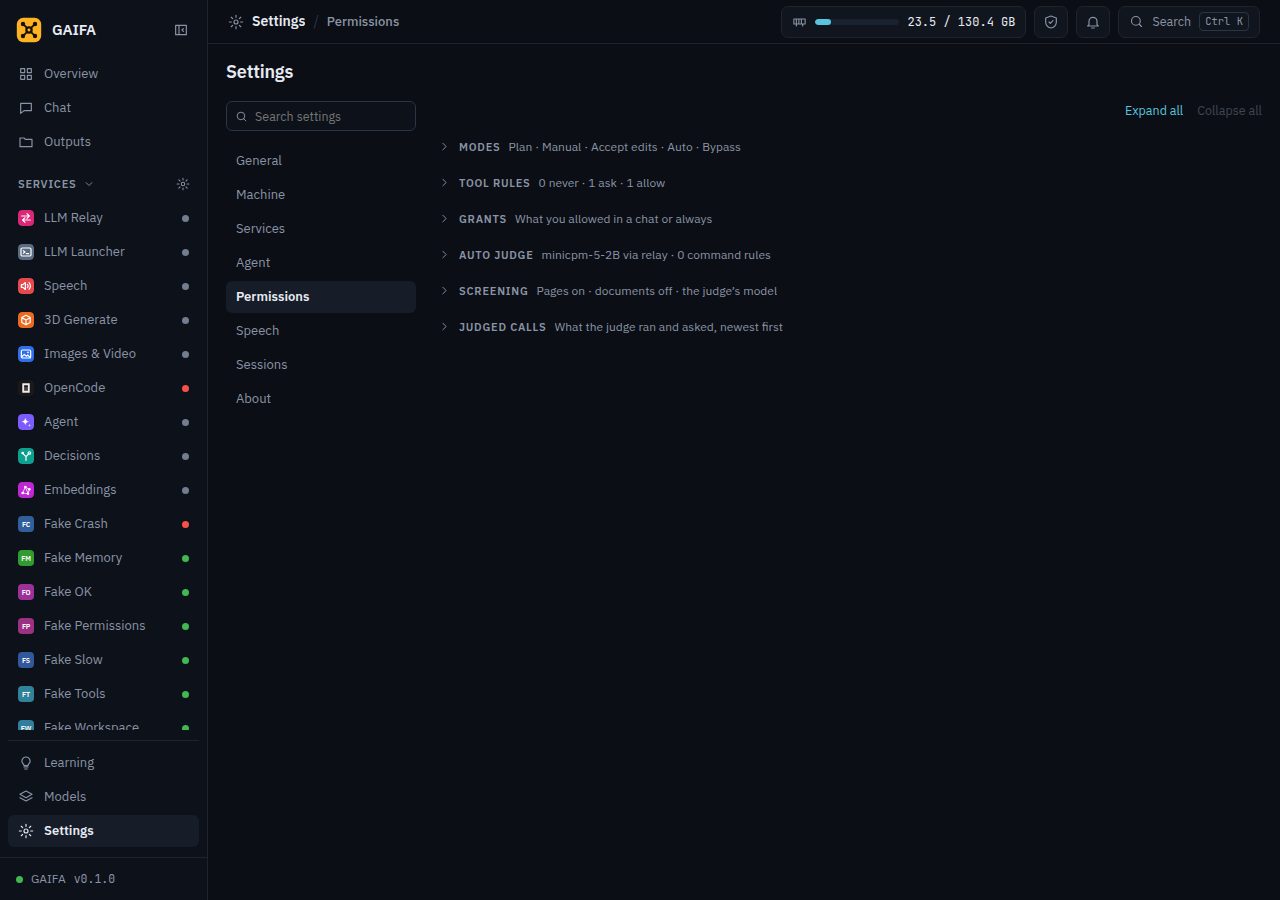 GAIFA
Settings / Permissions
23.5 / 130.4 GB
Search Ctrl K
Overview
Chat
Outputs
SERVICES
LLM Relay
LLM Launcher
Speech
3D Generate
Images & Video
OpenCode
Agent
Decisions
Embeddings
FC Fake Crash
FM Fake Memory
FO Fake OK
FP Fake Permissions
FS Fake Slow
FT Fake Tools
FW Fake Workspace
Learning
Models
Settings
GAIFA v0.1.0
Settings
Search settings
General
Machine
Services
Agent
Permissions
Speech
Sessions
About
Expand all Collapse all
MODES Plan · Manual · Accept edits · Auto · Bypass
TOOL RULES 0 never · 1 ask · 1 allow
GRANTS What you allowed in a chat or always
AUTO JUDGE minicpm-5-2B via relay · 0 command rules
SCREENING Pages on · documents off · the judge's model
JUDGED CALLS What the judge ran and asked, newest first